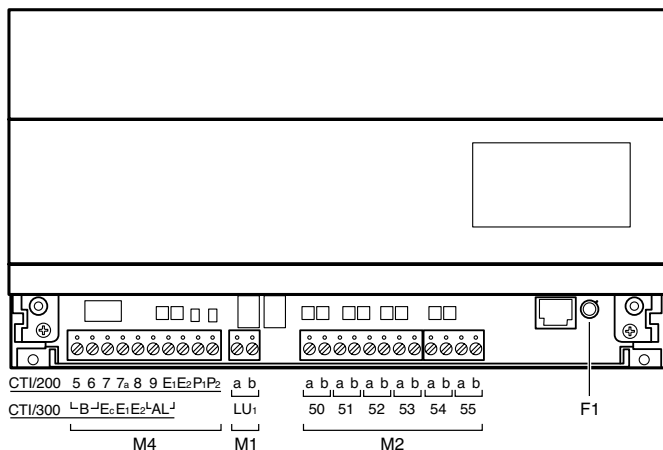 CTI/200 5 6 7 7a 8 9 E1 E2 P1 P2 a b a b a b a b a b a b a b
CTI/300 B Ec E1 E2 AL LU1 50 51 52 53 54 55 F1
M4 M1 M2